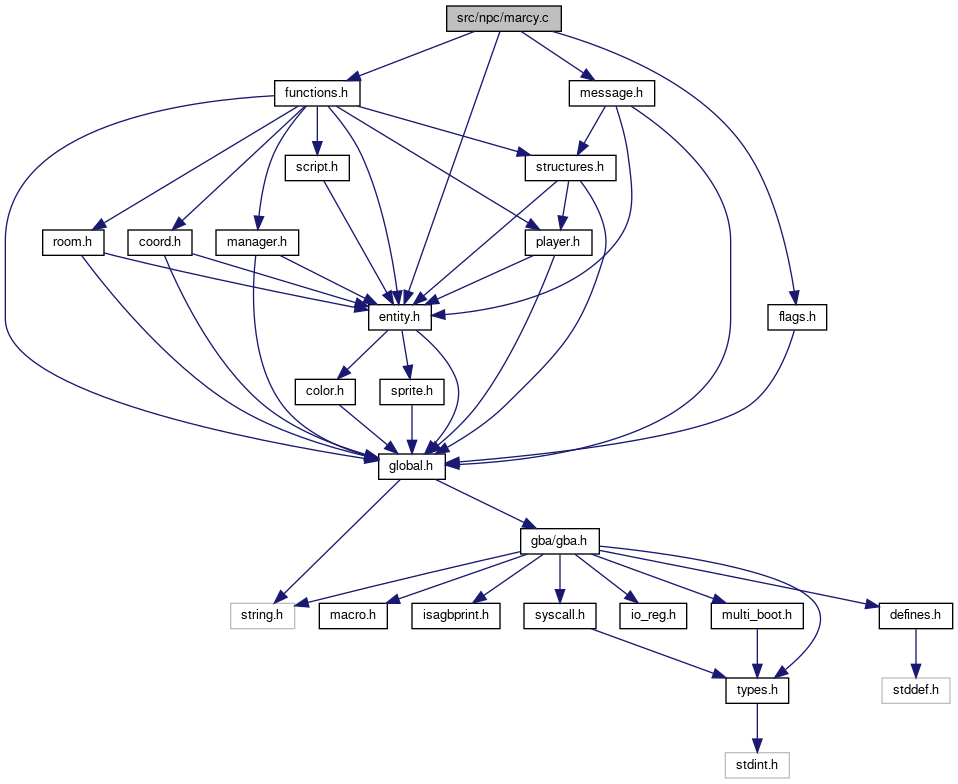 src/npc/marcy.c
functions.h
message.h
script.h
structures.h
room.h
coord.h
manager.h
player.h
entity.h
flags.h
color.h
sprite.h
global.h
gba/gba.h
string.h
macro.h
isagbprint.h
syscall.h
io_reg.h
multi_boot.h
defines.h
types.h
stddef.h
stdint.h